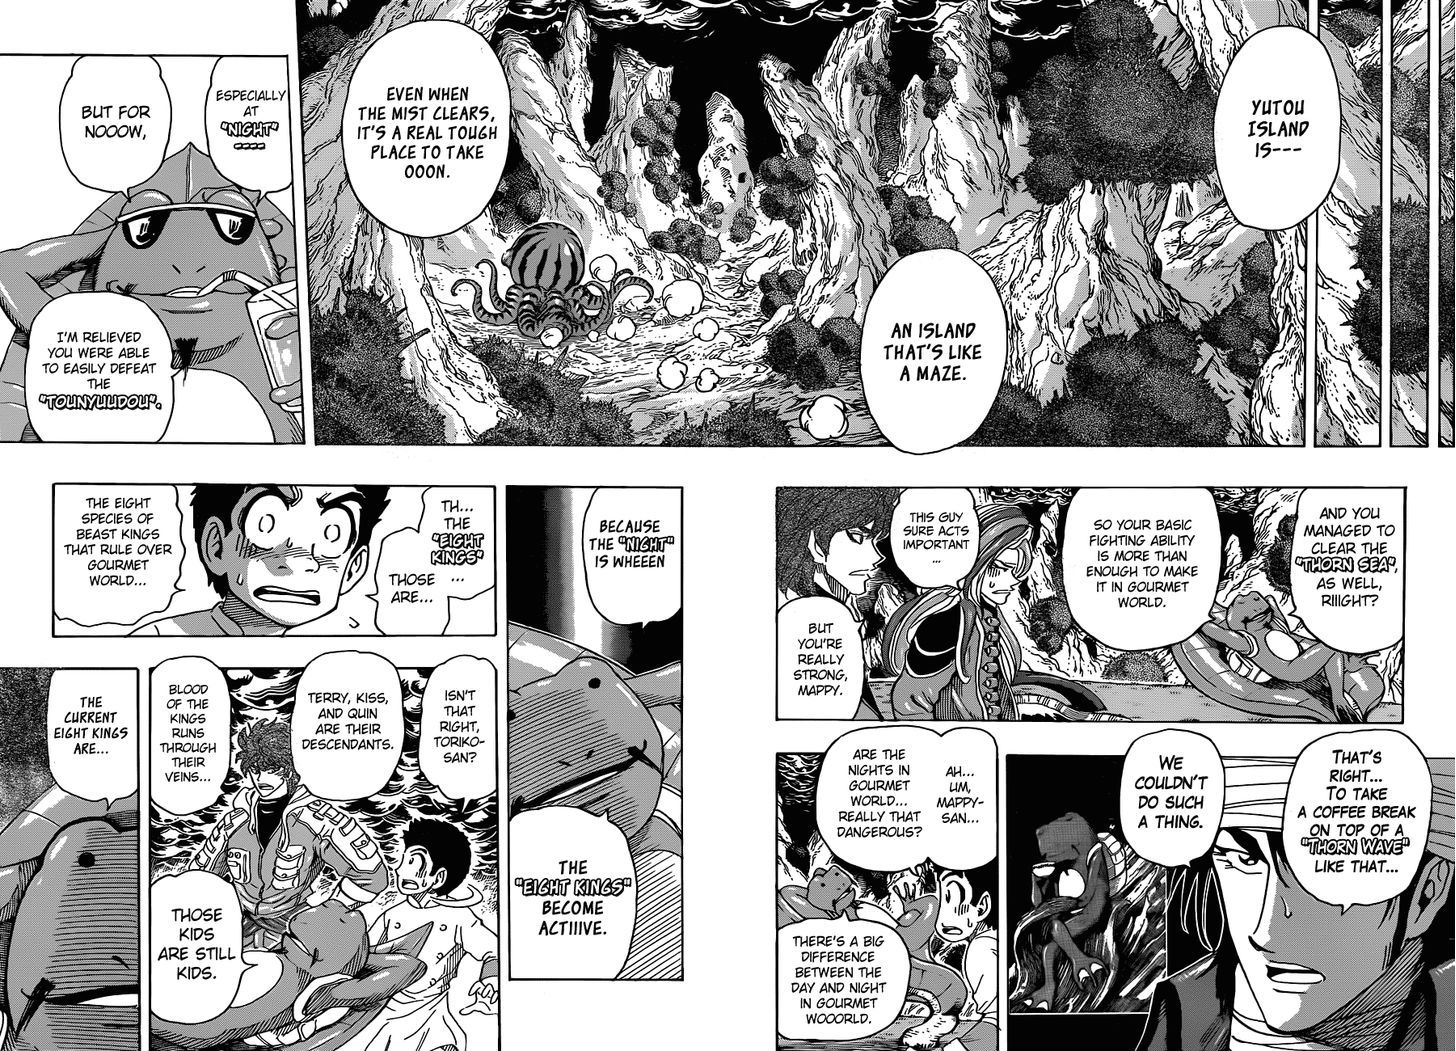 YUTOU
ISLAND
IS---
AN ISLAND
THAT'S LIKE
A MAZE.
EVEN WHEN
THE MIST CLEARS,
IT'S A REAL TOUGH
PLACE TO TAKE
OOON.
ESPECIALLY
AT
"NIGHT"
----
BUT FOR
NOOOW,
I'M RELIEVED
YOU WERE ABLE
TO EASILY DEFEAT
THE
"TOUNYUUDOU".
AND YOU
MANAGED TO
CLEAR THE
"THORN SEA",
AS WELL,
RIIIGHT?
SO YOUR BASIC
FIGHTING ABILITY
IS MORE THAN
ENOUGH TO MAKE
IT IN GOURMET
WORLD.
THIS GUY
SURE ACTS
IMPORTANT
...
BUT
YOU'RE
REALLY
STRONG,
MAPPY.
THAT'S
RIGHT...
TO TAKE
A COFFEE BREAK
ON TOP OF A
"THORN WAVE"
LIKE THAT...
WE
COULDN'T
DO SUCH
A THING.
AH...
UM,
MAPPY-
SAN...
ARE THE
NIGHTS IN
GOURMET
WORLD...
REALLY THAT
DANGEROUS?
THERE'S A BIG
DIFFERENCE
BETWEEN THE
DAY AND NIGHT
IN GOURMET
WOOORLD.
BECAUSE
THE "NIGHT"
IS WHEEEN
THE
"EIGHT KINGS"
BECOME
ACTIIIVE.
TH...
THE
"EIGHT
KINGS"
...
THOSE
ARE...
THE EIGHT
SPECIES OF
BEAST KINGS
THAT RULE OVER
GOURMET
WORLD...
ISN'T
THAT
RIGHT,
TORIKO-
SAN?
TERRY, KISS,
AND QUIN
ARE THEIR
DESCENDANTS.
BLOOD
OF THE
KINGS
RUNS
THROUGH
THEIR
VEINS...
THOSE
KIDS
ARE STILL
KIDS.
THE
CURRENT
EIGHT KINGS
ARE...